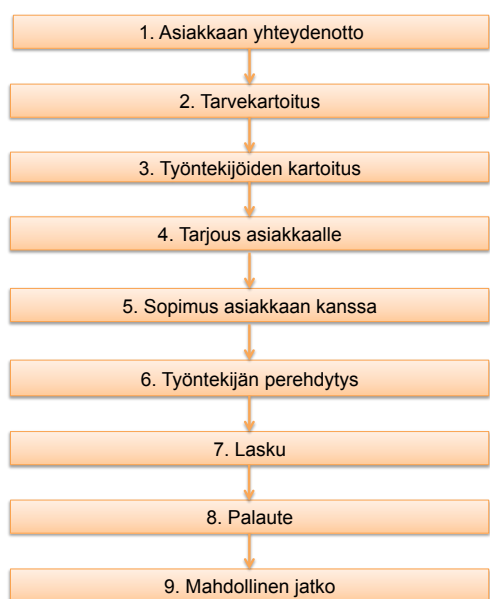 1. Asiakkaan yhteydenotto
2. Tarvekartoitus
3. Työntekijöiden kartoitus
4. Tarjous asiakkaalle
5. Sopimus asiakkaan kanssa
6. Työntekijän perehdytys
7. Lasku
8. Palaute
9. Mahdollinen jatko